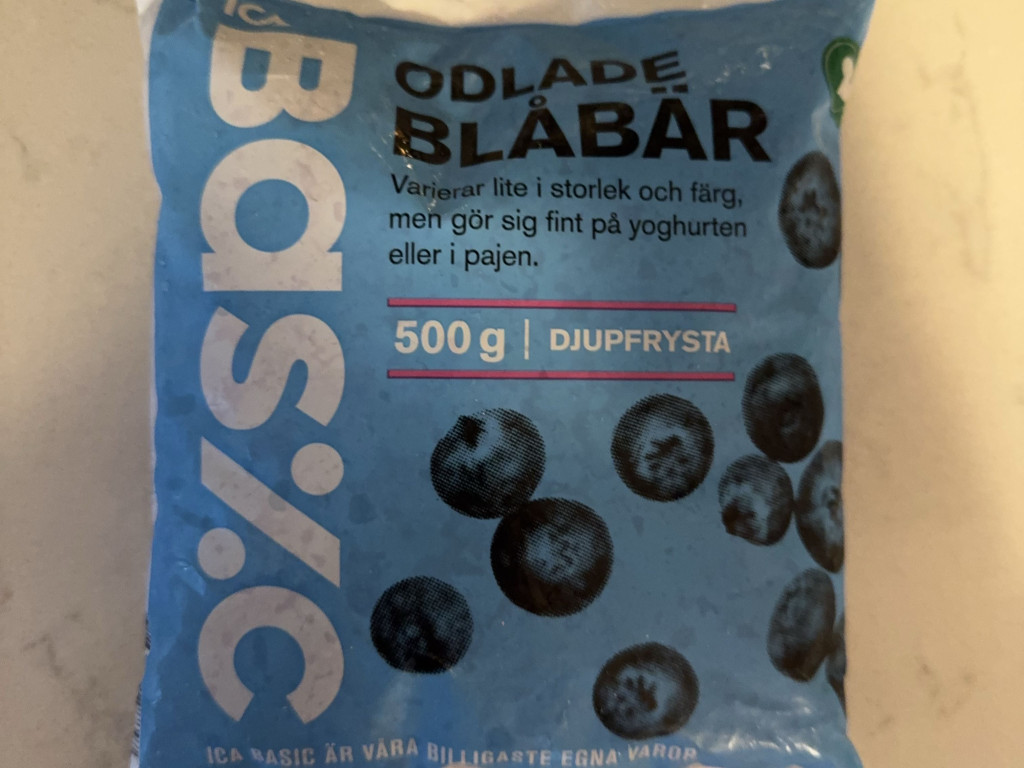 ICA
Bas%c
ODLADE
BLÅBÄR
Varierar lite i storlek och färg,
men gör sig fint på yoghurten
eller i pajen.
500 g | DJUPFRYSTA
ICA BASIC ÄR VÅRA BILLIGASTE EGNA VAROR